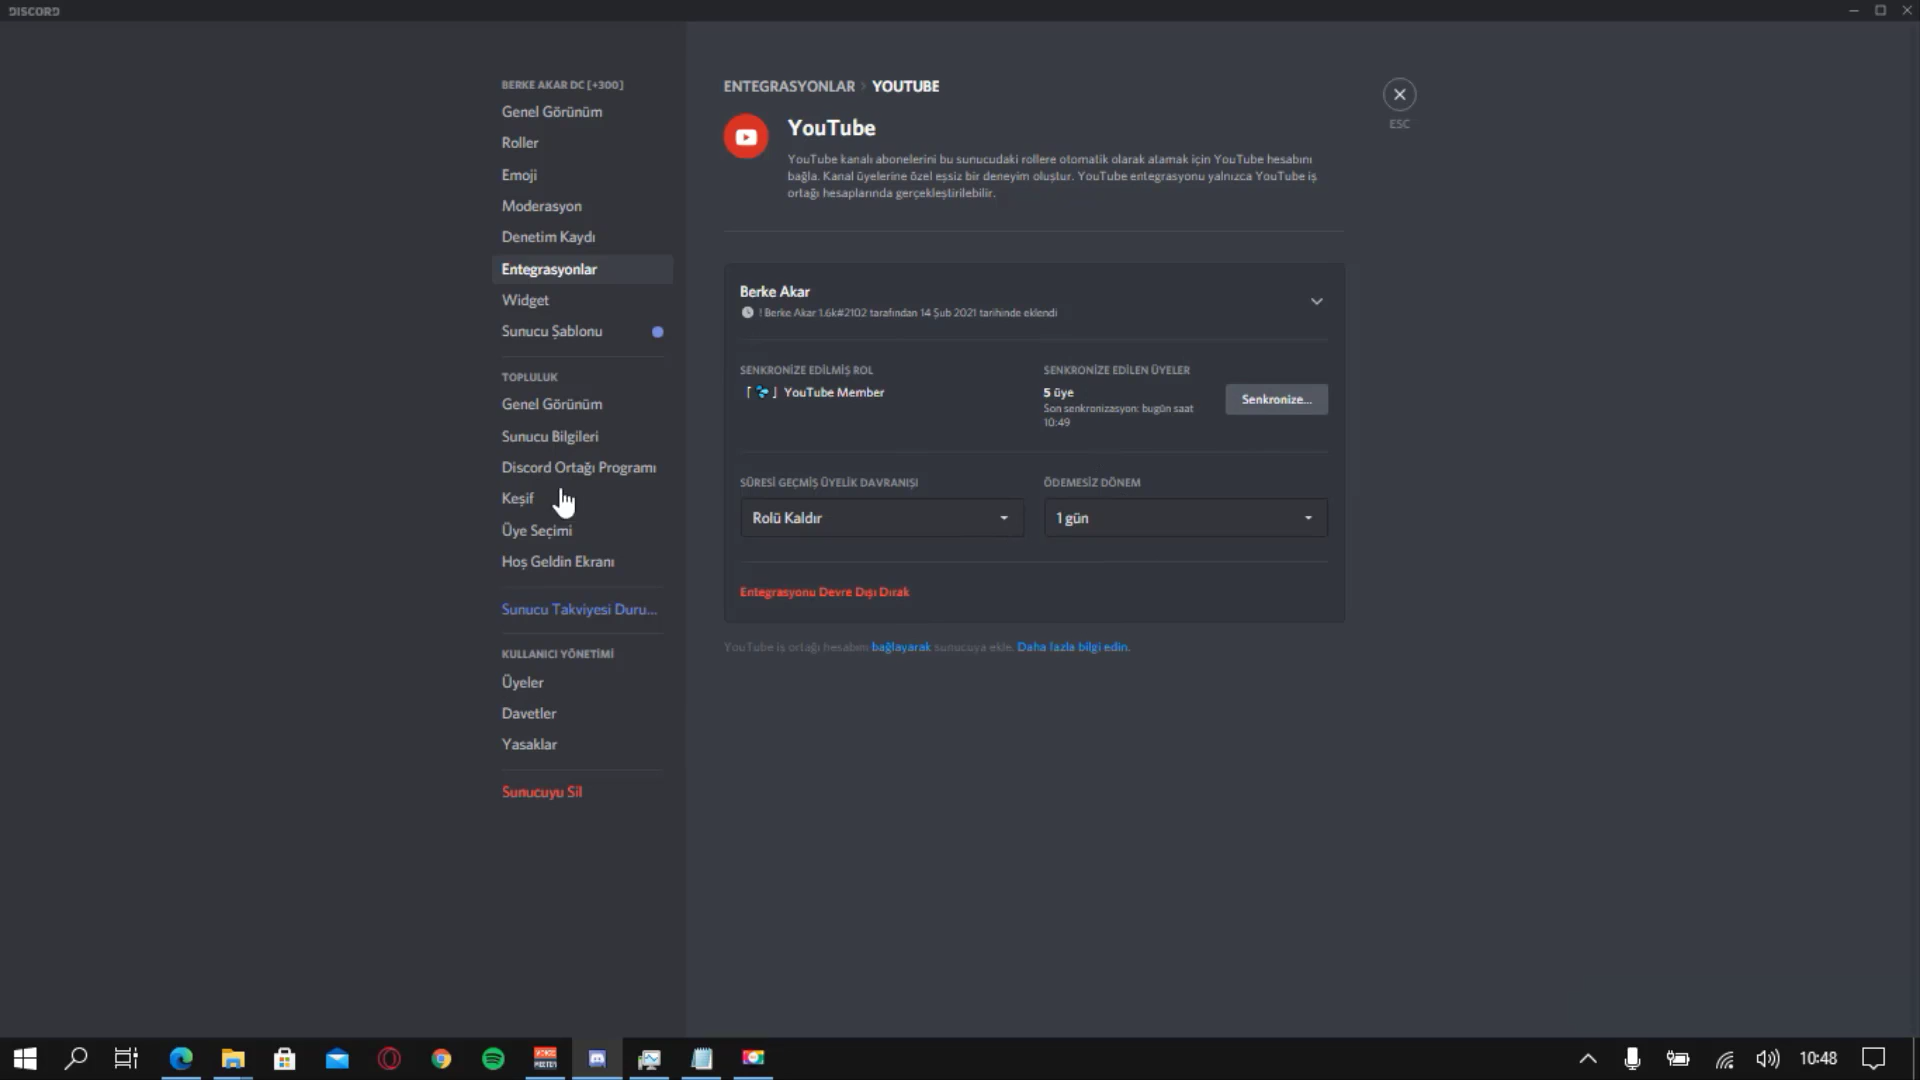 DISCORD
BERKE AKAR DC [+300]
Genel Görünüm
Roller
Emoji
Moderasyon
Denetim Kaydı
Entegrasyonlar
Widget
Sunucu Şablonu
TOPLULUK
Genel Görünüm
Sunucu Bilgileri
Discord Ortağı Programı
Keşif
Üye Seçimi
Hoş Geldin Ekranı
Sunucu Takviyesi Duru...
KULLANICI YÖNETİMİ
Üyeler
Davetler
Yasaklar
Sunucuyu Sil
ENTEGRASYONLAR > YOUTUBE
ESC
YouTube
YouTube kanalı abonelerini bu sunucudaki rollere otomatik olarak atamak için YouTube hesabını
bağla. Kanal üyelerine özel eşsiz bir deneyim oluştur. YouTube entegrasyonu yalnızca YouTube iş
ortağı hesaplarında gerçekleştirilebilir.
Berke Akar
! Berke Akar 1.6k#2102 tarafından 14 Şub 2021 tarihinde eklendi
SENKRONİZE EDİLMİŞ ROL
「 」 YouTube Member
SENKRONİZE EDİLEN ÜYELER
5 üye
Son senkronizasyon: bugün saat
10:49
Senkronize...
SÜRESİ GEÇMİŞ ÜYELİK DAVRANIŞI
Rolü Kaldır
ÖDEMESİZ DÖNEM
1 gün
Entegrasyonu Devre Dışı Bırak
YouTube iş ortağı hesabını bağlayarak sunucuya ekle. Daha fazla bilgi edin.
VOICE
MEETER
10:48